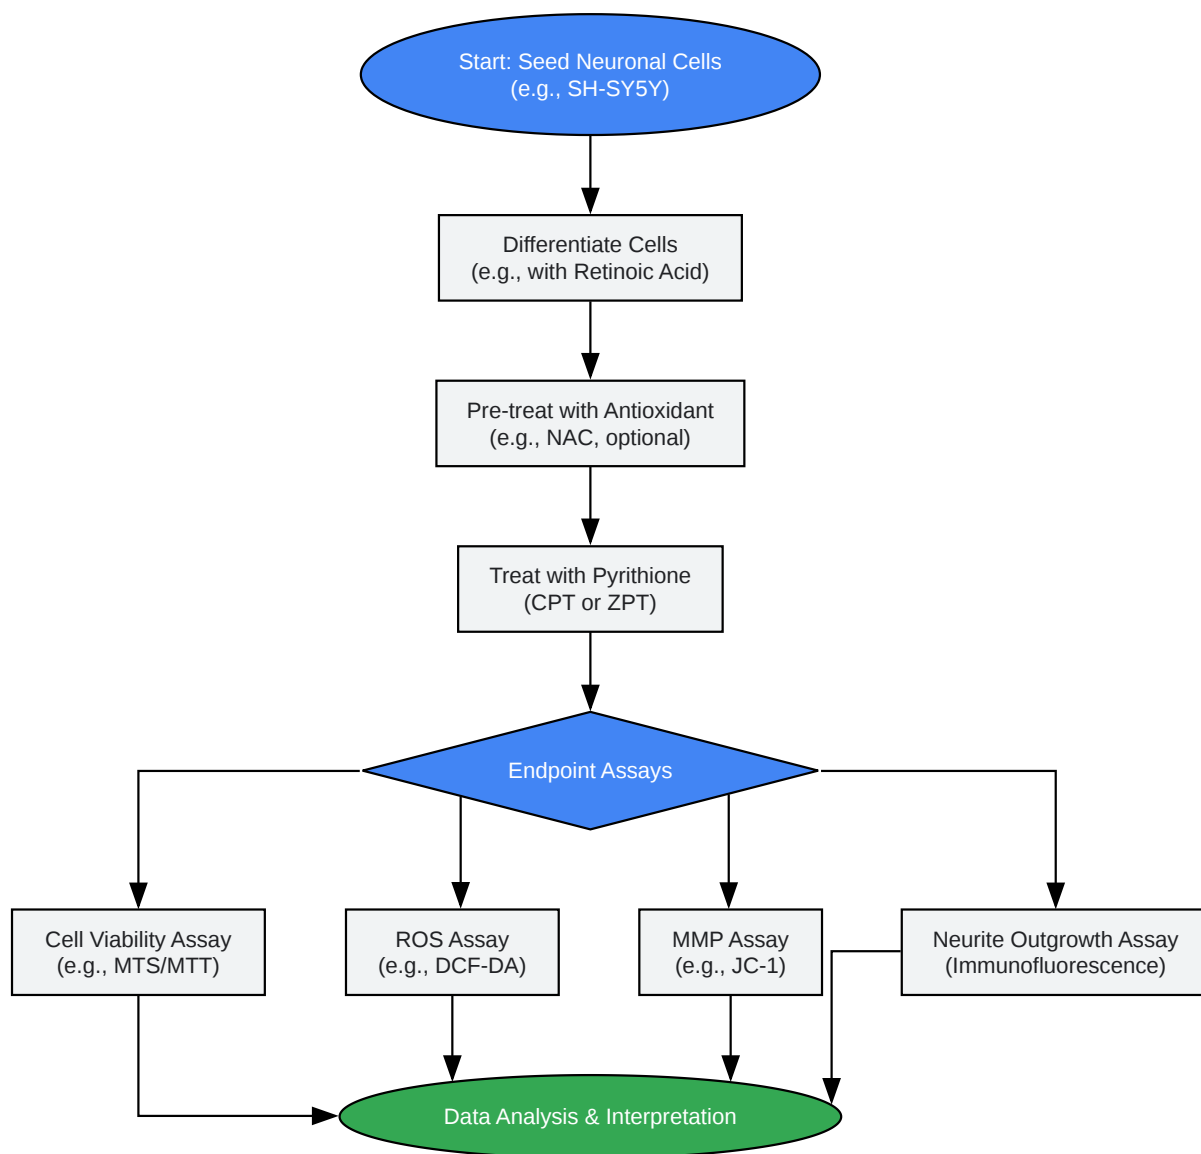 Start: Seed Neuronal Cells
(e.g., SH-SY5Y)
Differentiate Cells
(e.g., with Retinoic Acid)
Pre-treat with Antioxidant
(e.g., NAC, optional)
Treat with Pyrithione
(CPT or ZPT)
Endpoint Assays
Cell Viability Assay
(e.g., MTS/MTT)
ROS Assay
(e.g., DCF-DA)
MMP Assay
(e.g., JC-1)
Neurite Outgrowth Assay
(Immunofluorescence)
Data Analysis & Interpretation